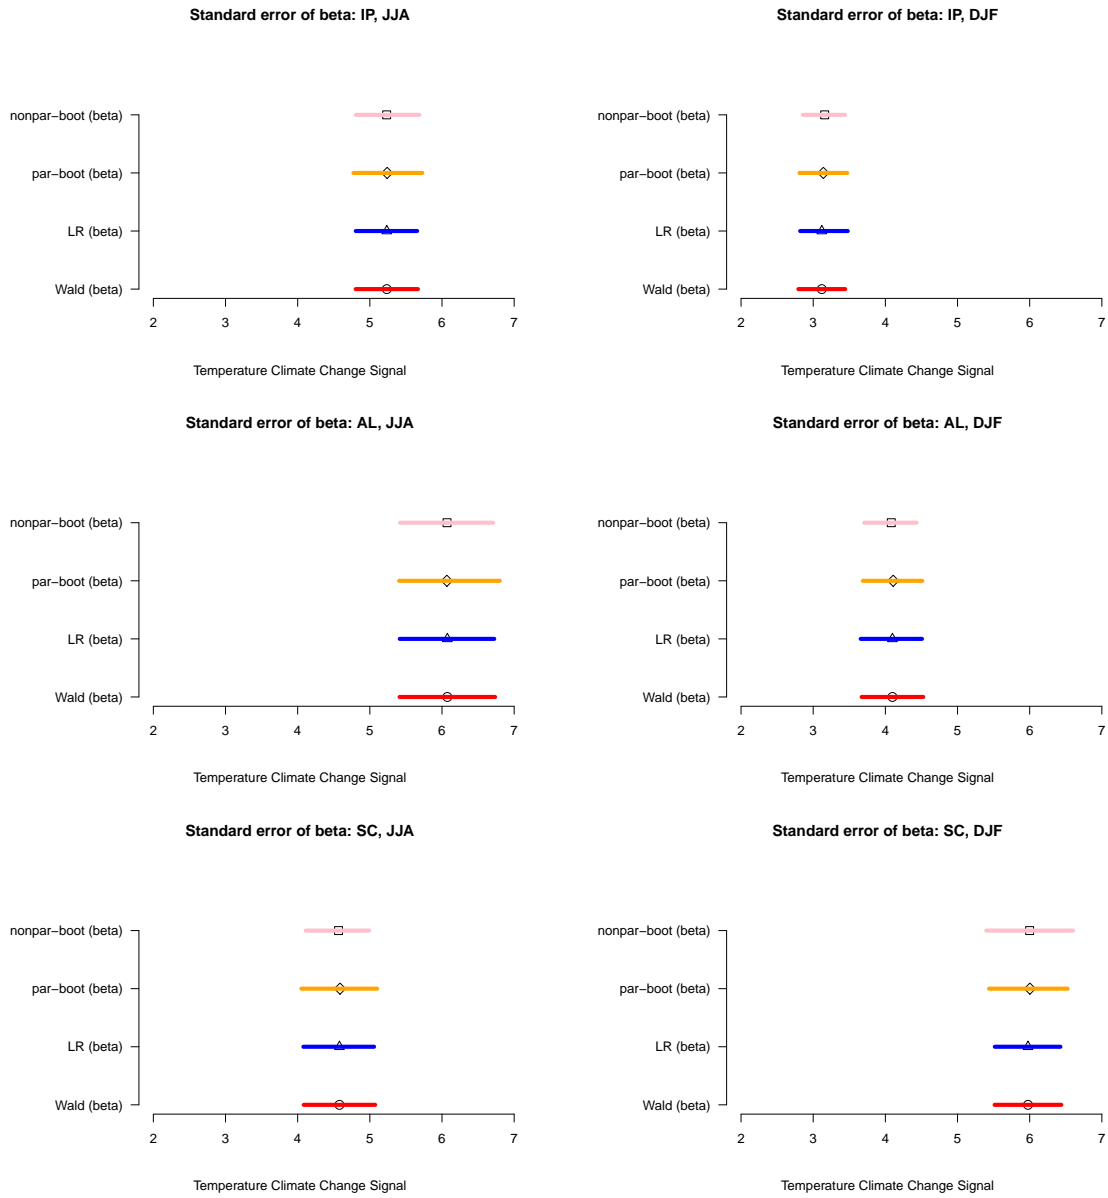 Standard error of beta: IP, JJA
nonpar−boot (beta)
par−boot (beta)
LR (beta)
Wald (beta)
2 3 4 5 6 7
Temperature Climate Change Signal
Standard error of beta: IP, DJF
nonpar−boot (beta)
par−boot (beta)
LR (beta)
Wald (beta)
2 3 4 5 6 7
Temperature Climate Change Signal
Standard error of beta: AL, JJA
nonpar−boot (beta)
par−boot (beta)
LR (beta)
Wald (beta)
2 3 4 5 6 7
Temperature Climate Change Signal
Standard error of beta: AL, DJF
nonpar−boot (beta)
par−boot (beta)
LR (beta)
Wald (beta)
2 3 4 5 6 7
Temperature Climate Change Signal
Standard error of beta: SC, JJA
nonpar−boot (beta)
par−boot (beta)
LR (beta)
Wald (beta)
2 3 4 5 6 7
Temperature Climate Change Signal
Standard error of beta: SC, DJF
nonpar−boot (beta)
par−boot (beta)
LR (beta)
Wald (beta)
2 3 4 5 6 7
Temperature Climate Change Signal